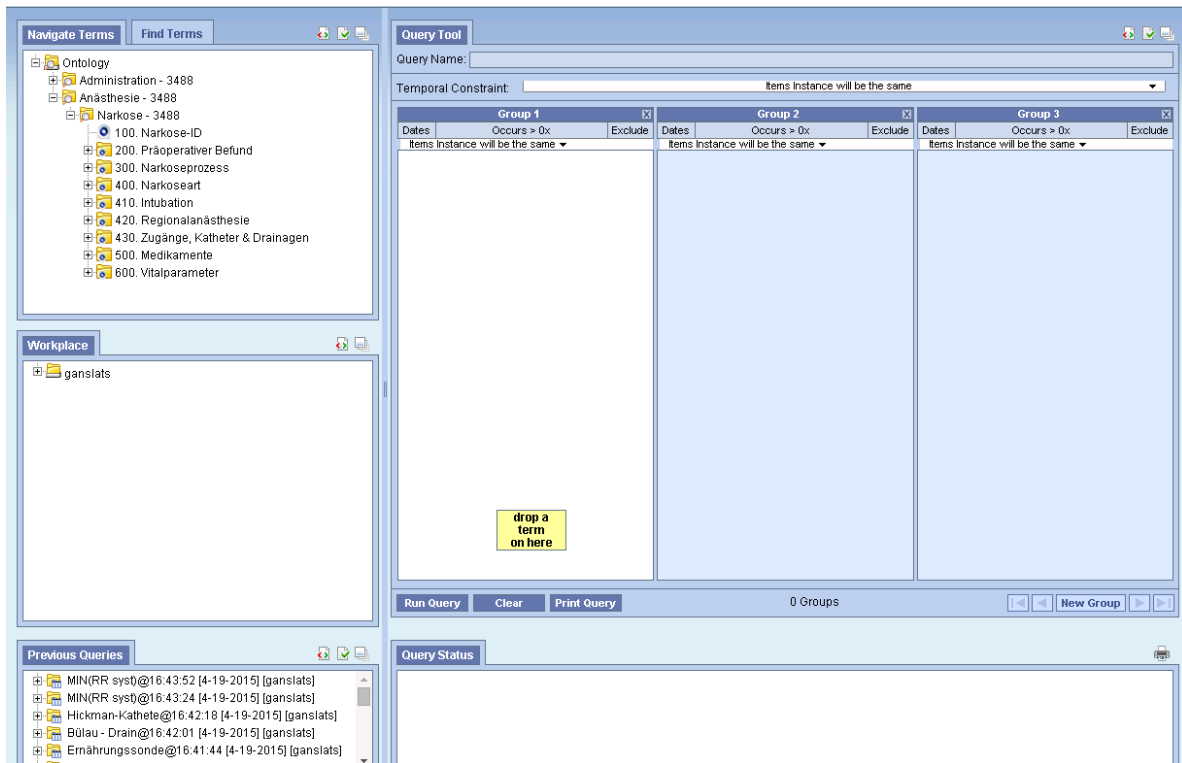 Navigate Terms
Find Terms
Ontology
Administration - 3488
Anästhesie - 3488
Narkose - 3488
100. Narkose-ID
200. Präoperativer Befund
300. Narkoseprozess
400. Narkoseart
410. Intubation
420. Regionalanästhesie
430. Zugänge, Katheter & Drainagen
500. Medikamente
600. Vitalparameter
Workplace
ganslats
Previous Queries
MIN(RR syst)@16:43:52 [4-19-2015] [ganslats]
MIN(RR syst)@16:43:24 [4-19-2015] [ganslats]
Hickman-Kathete@16:42:18 [4-19-2015] [ganslats]
Bülau - Drain@16:42:01 [4-19-2015] [ganslats]
Ernährungssonde@16:41:44 [4-19-2015] [ganslats]
Query Tool
Query Name:
Temporal Constraint: Items Instance will be the same
Group 1 X Group 2 X Group 3 X
Dates Occurs > 0x Exclude Dates Occurs > 0x Exclude Dates Occurs > 0x Exclude
Items Instance will be the same Items Instance will be the same Items Instance will be the same
drop a
term
on here
Run Query Clear Print Query 0 Groups New Group
Query Status